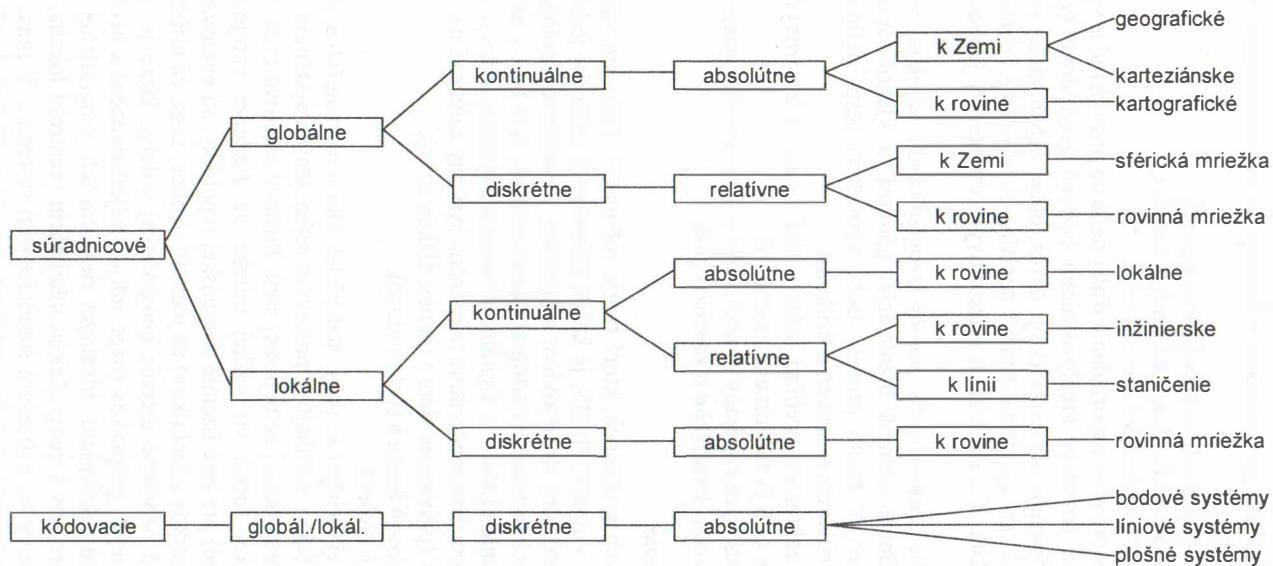 geografické
k Zemi
kontinuálne absolútne
karteziánske
k rovine kartografické
globálne
k Zemi sférická mriežka
diskrétne relatívne
k rovine rovinná mriežka
súradnicové
absolútne k rovine lokálne
kontinuálne
k rovine inžinierske
relatívne
lokálne k línii staničenie
diskrétne absolútne k rovine rovinná mriežka
bodové systémy
kódovacie globál./lokál. diskrétne absolútne líniové systémy
plošné systémy